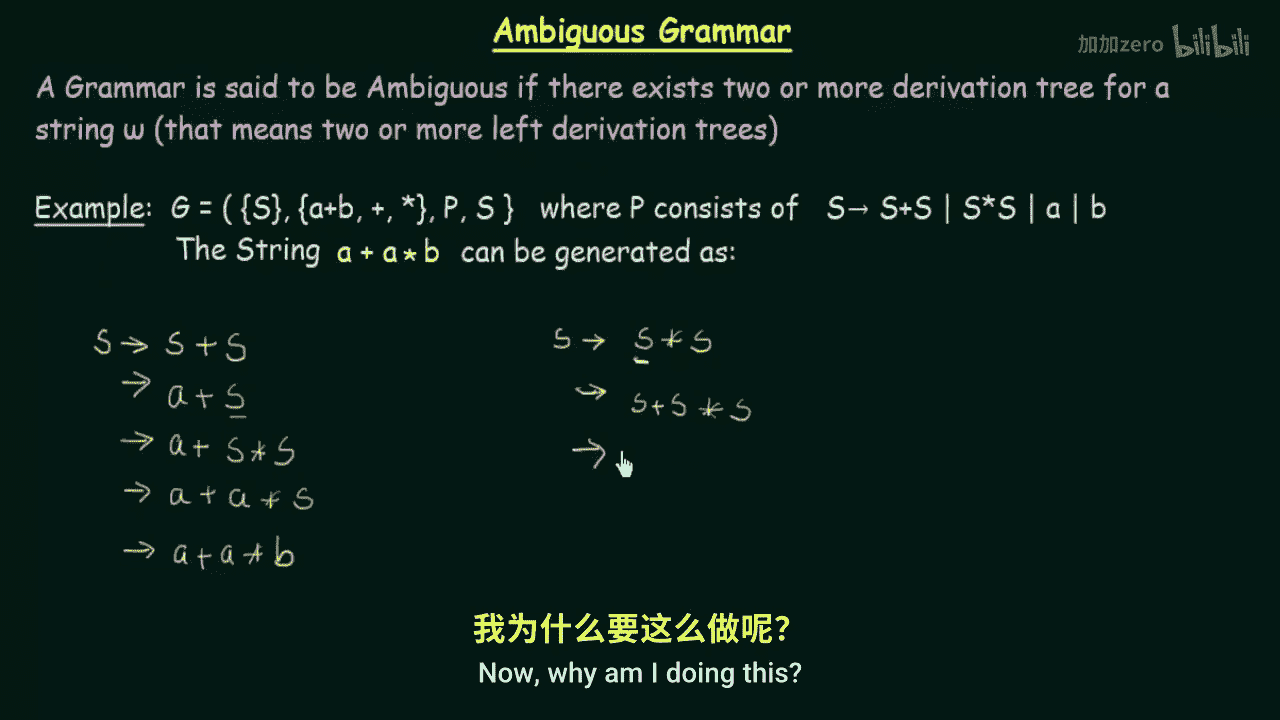 Ambiguous Grammar
加加zero bilibili
A Grammar is said to be Ambiguous if there exists two or more derivation tree for a
string ω (that means two or more left derivation trees)
Example: G = ( {S}, {a+b, +, *}, P, S } where P consists of S→ S+S | S*S | a | b
The String a + a * b can be generated as:
S → S + S
→ a + S
→ a + S * S
→ a + a * S
→ a + a * b
S → S * S
→ S + S * S
→
我为什么要这么做呢?
Now, why am I doing this?